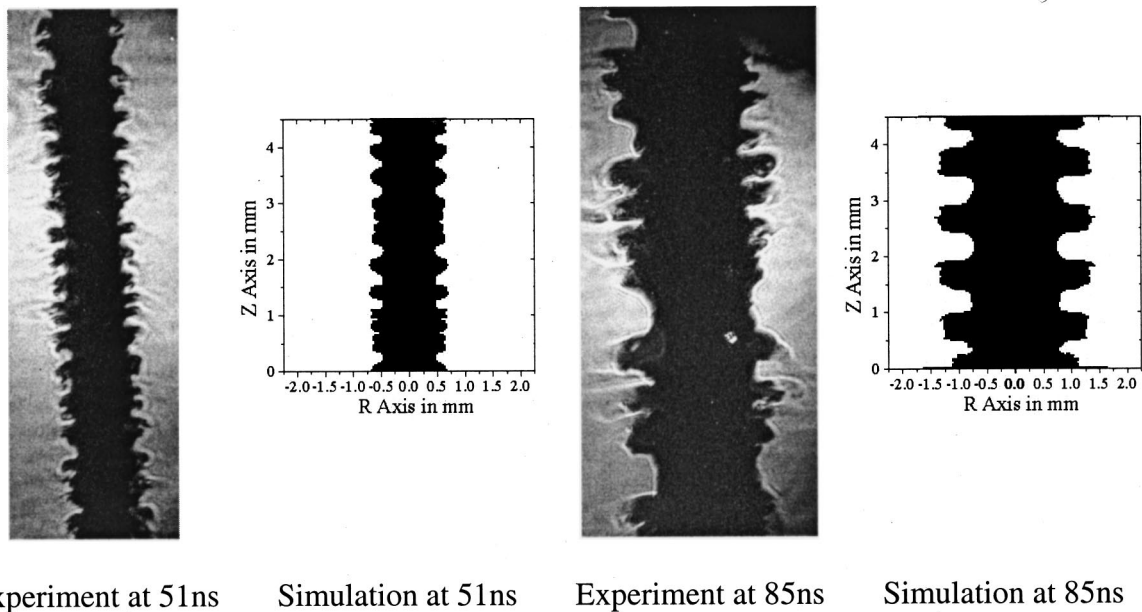 4
3
2
1
0
Z Axis in mm
-2.0 -1.5 -1.0 -0.5 0.0 0.5 1.0 1.5 2.0
R Axis in mm
4
3
2
1
0
Z Axis in mm
-2.0 -1.5 -1.0 -0.5 0.0 0.5 1.0 1.5 2.0
R Axis in mm
xperiment at 51ns
Simulation at 51ns
Experiment at 85ns
Simulation at 85ns